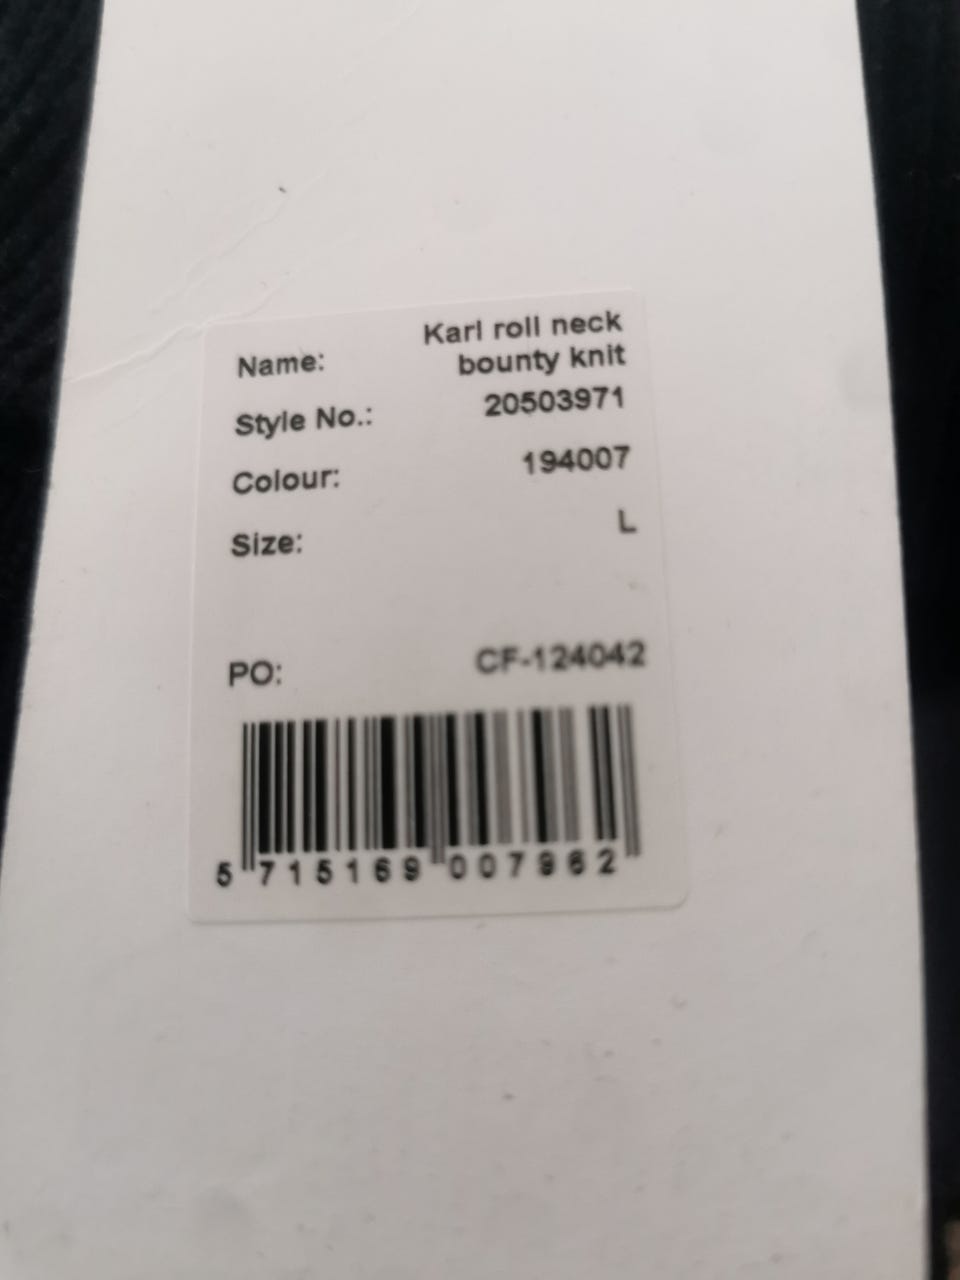 Name: Karl roll neck
bounty knit
Style No.: 20503971
Colour: 194007
Size: L
PO: CF-124042
5 715169 007962